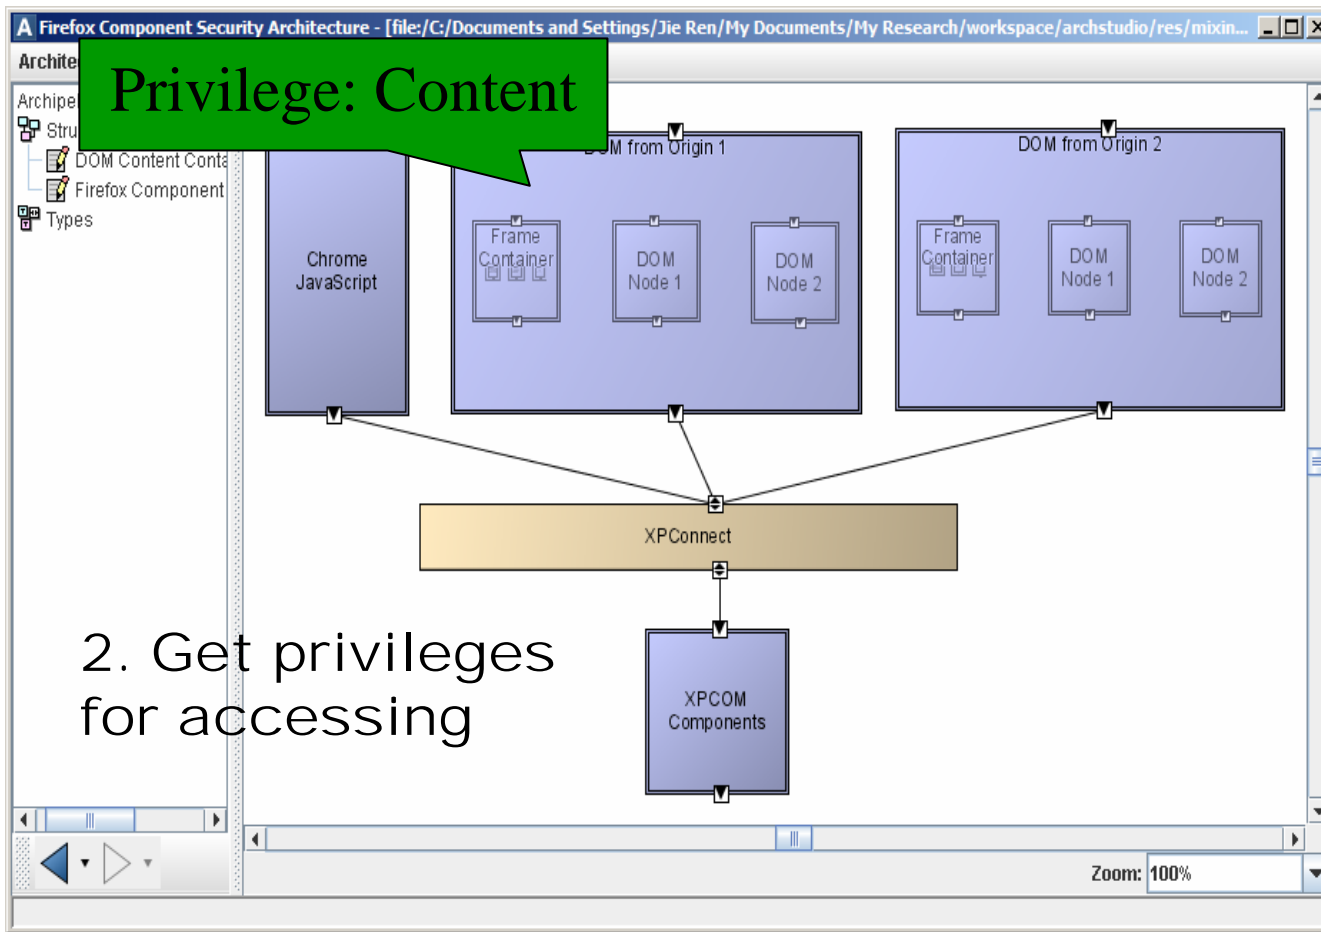 A Firefox Component Security Architecture - [file:/C:/Documents and Settings/Jie Ren/My Documents/My Research/workspace/archstudio/res/mixin...
Archite
Privilege: Content
Archipe
Stru
DOM Content Conta
Firefox Component
Types
DOM from Origin 1
DOM from Origin 2
Chrome
JavaScript
Frame
Container
DOM
Node 1
DOM
Node 2
Frame
Container
DOM
Node 1
DOM
Node 2
XPConnect
2. Get privileges
for accessing
XPCOM
Components
Zoom: 100%